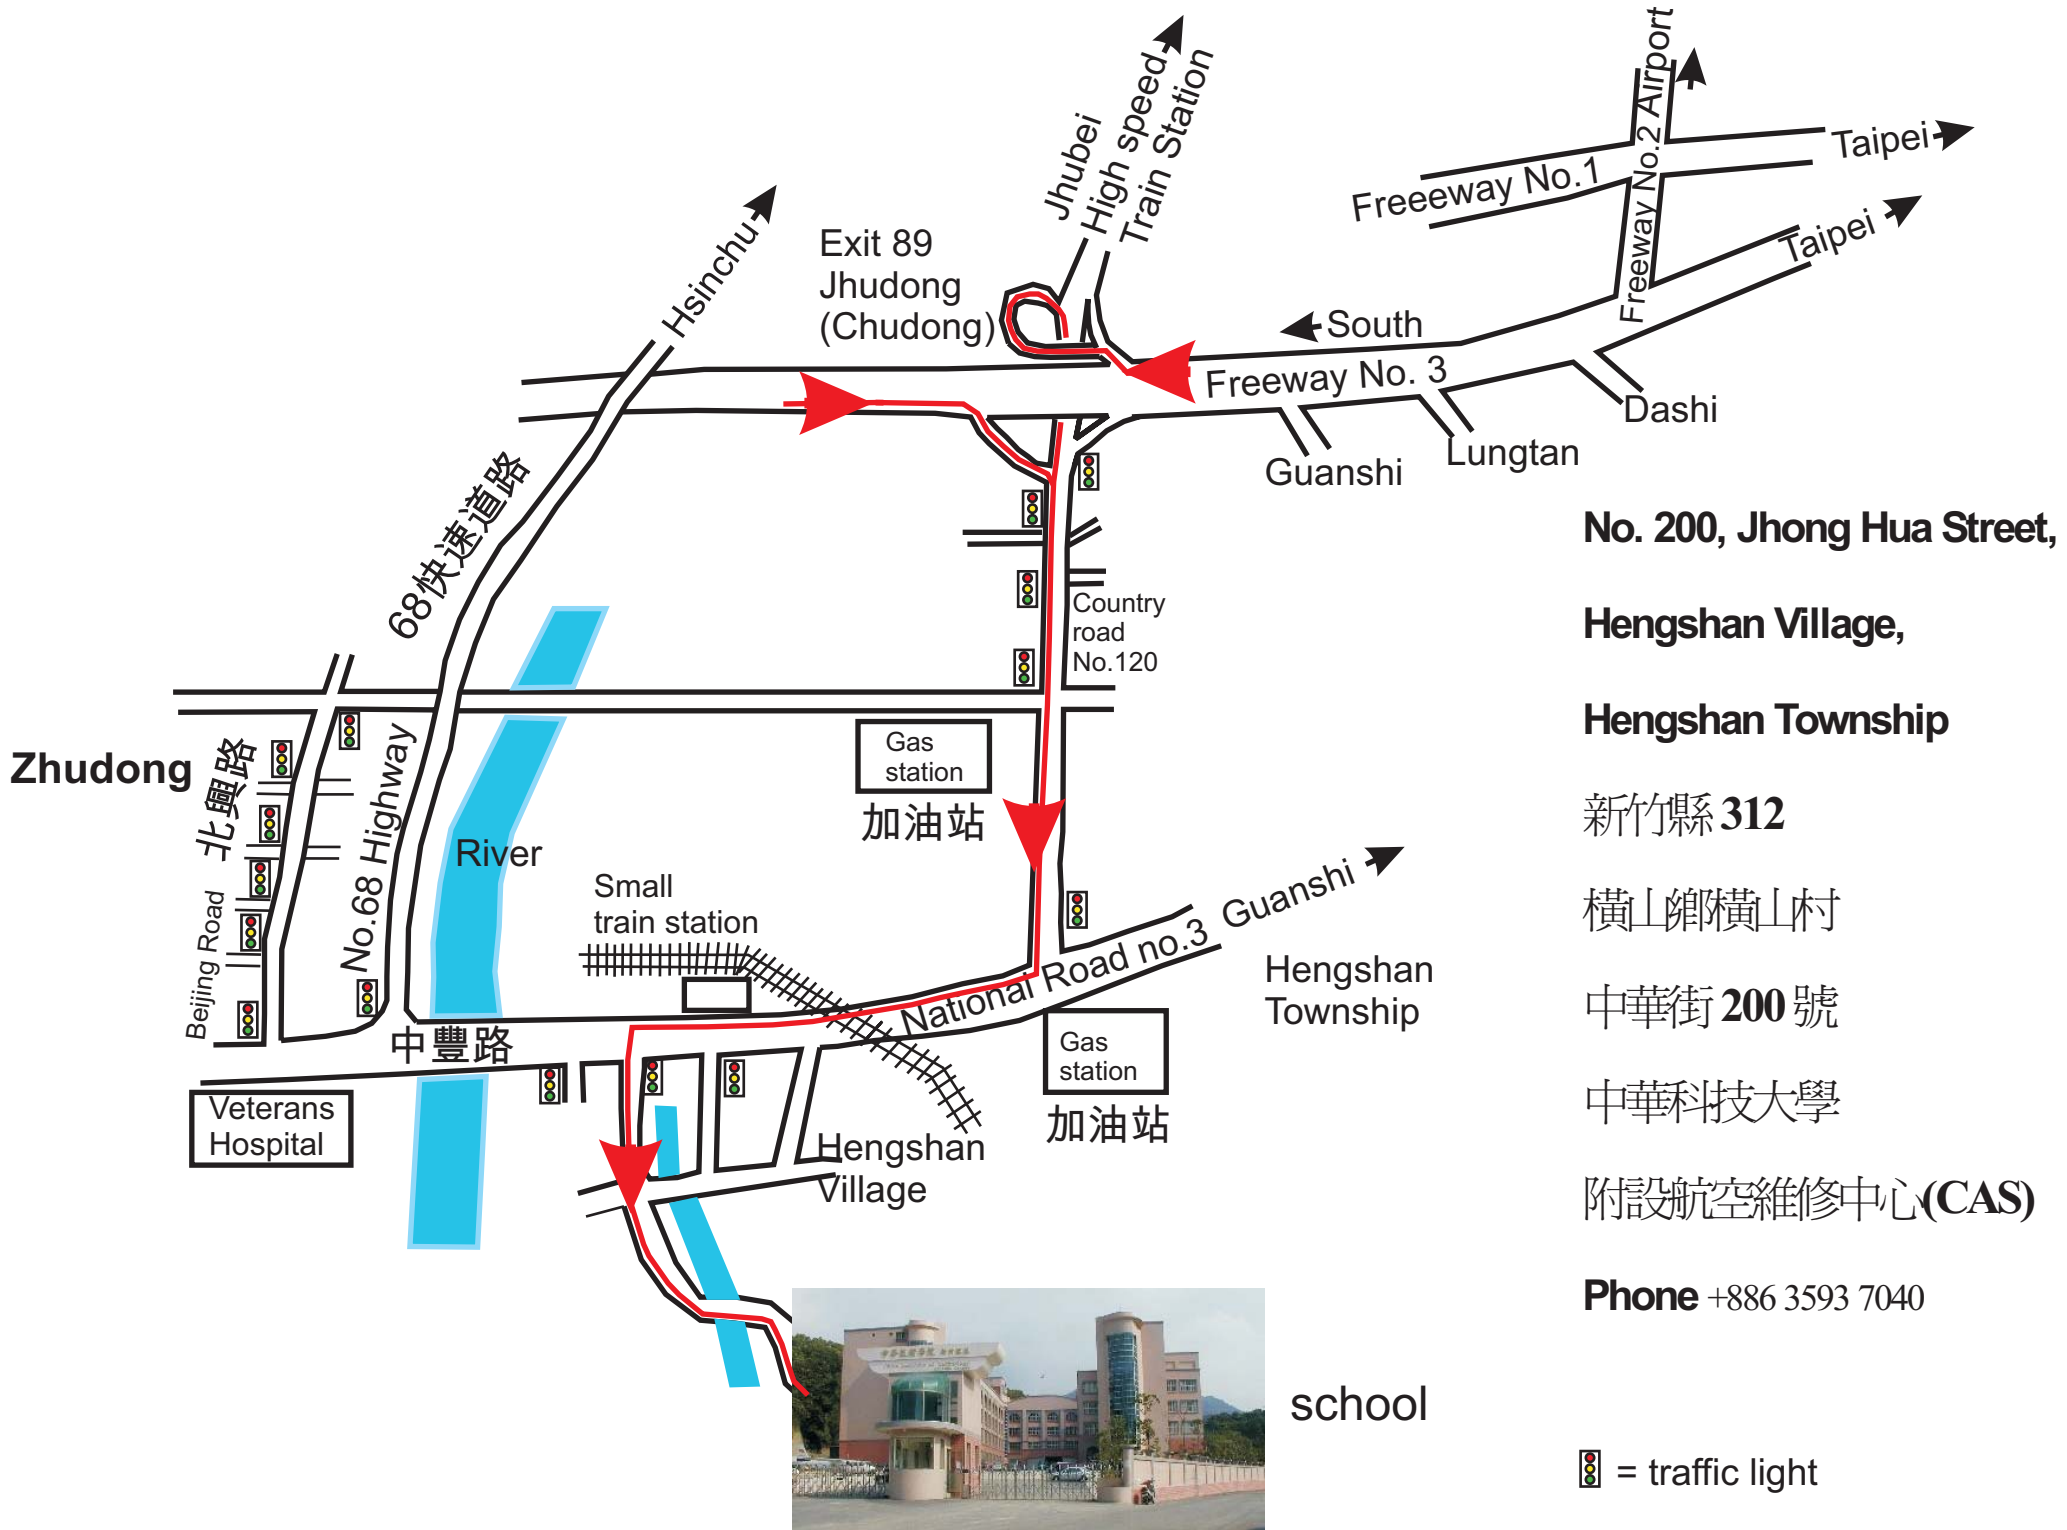 Jhubei
High speed
Train Station
Freeway No.2 Airport
Taipei
Freeeway No.1
Taipei
Hsinchu
Exit 89
Jhudong
(Chudong)
South
Freeway No. 3
Dashi
Lungtan
Guanshi
68快速道路
No. 200, Jhong Hua Street,
Hengshan Village,
Hengshan Township
新竹縣 312
橫山鄉橫山村
中華街 200 號
中華科技大學
附設航空維修中心(CAS)
Phone +886 3593 7040
Country
road
No.120
Zhudong
北興路
No.68 Highway
Gas
station
加油站
River
Small
train station
Beijing Road
Guanshi
National Road no.3
Hengshan
Township
中豐路
Gas
station
加油站
Veterans
Hospital
Hengshan
Village
school
= traffic light